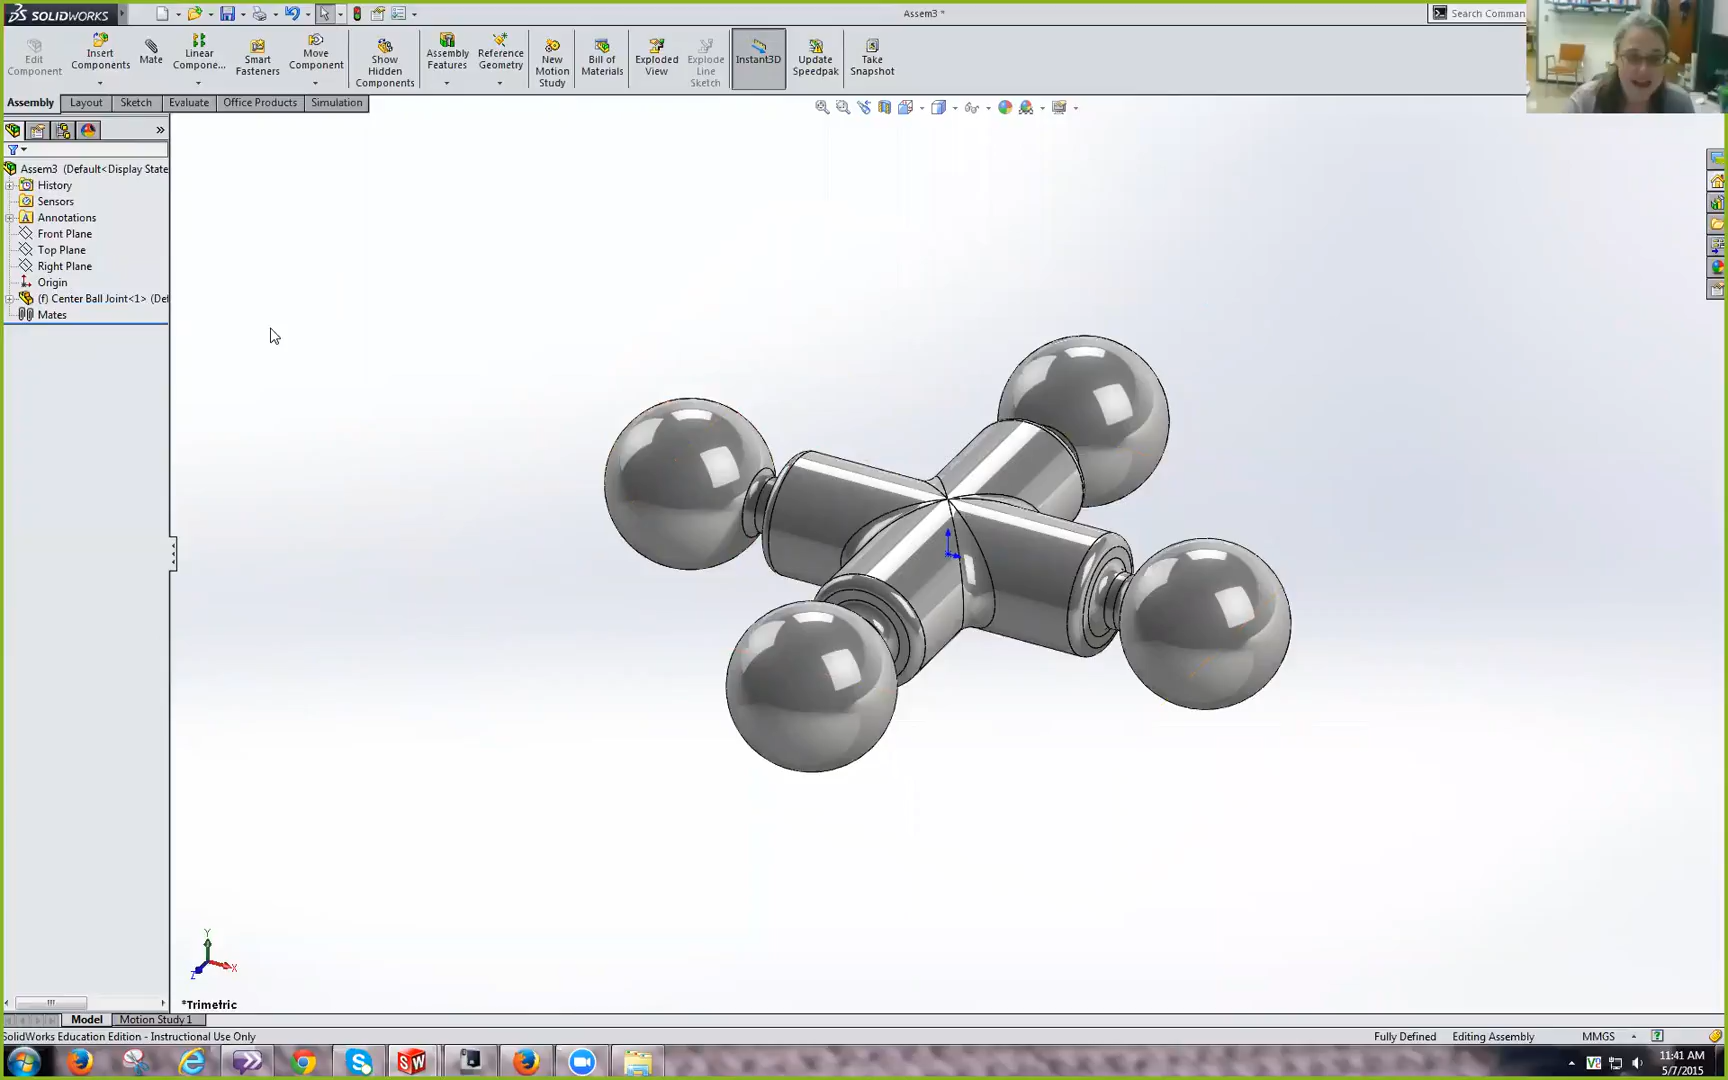 SOLIDWORKS
Assem3 *
Search Comman
Edit Component
Insert Components
Mate
Linear Compone...
Smart Fasteners
Move Component
Show Hidden Components
Assembly Features
Reference Geometry
New Motion Study
Bill of Materials
Exploded View
Explode Line Sketch
Instant3D
Update Speedpak
Take Snapshot
Assembly
Layout
Sketch
Evaluate
Office Products
Simulation
Assem3 (Default<Display State
History
Sensors
Annotations
Front Plane
Top Plane
Right Plane
Origin
(f) Center Ball Joint<1> (Def
Mates
Y
X
Z
*Trimetric
Model
Motion Study 1
SolidWorks Education Edition - Instructional Use Only
Fully Defined
Editing Assembly
MMGS
11:41 AM
5/7/2015